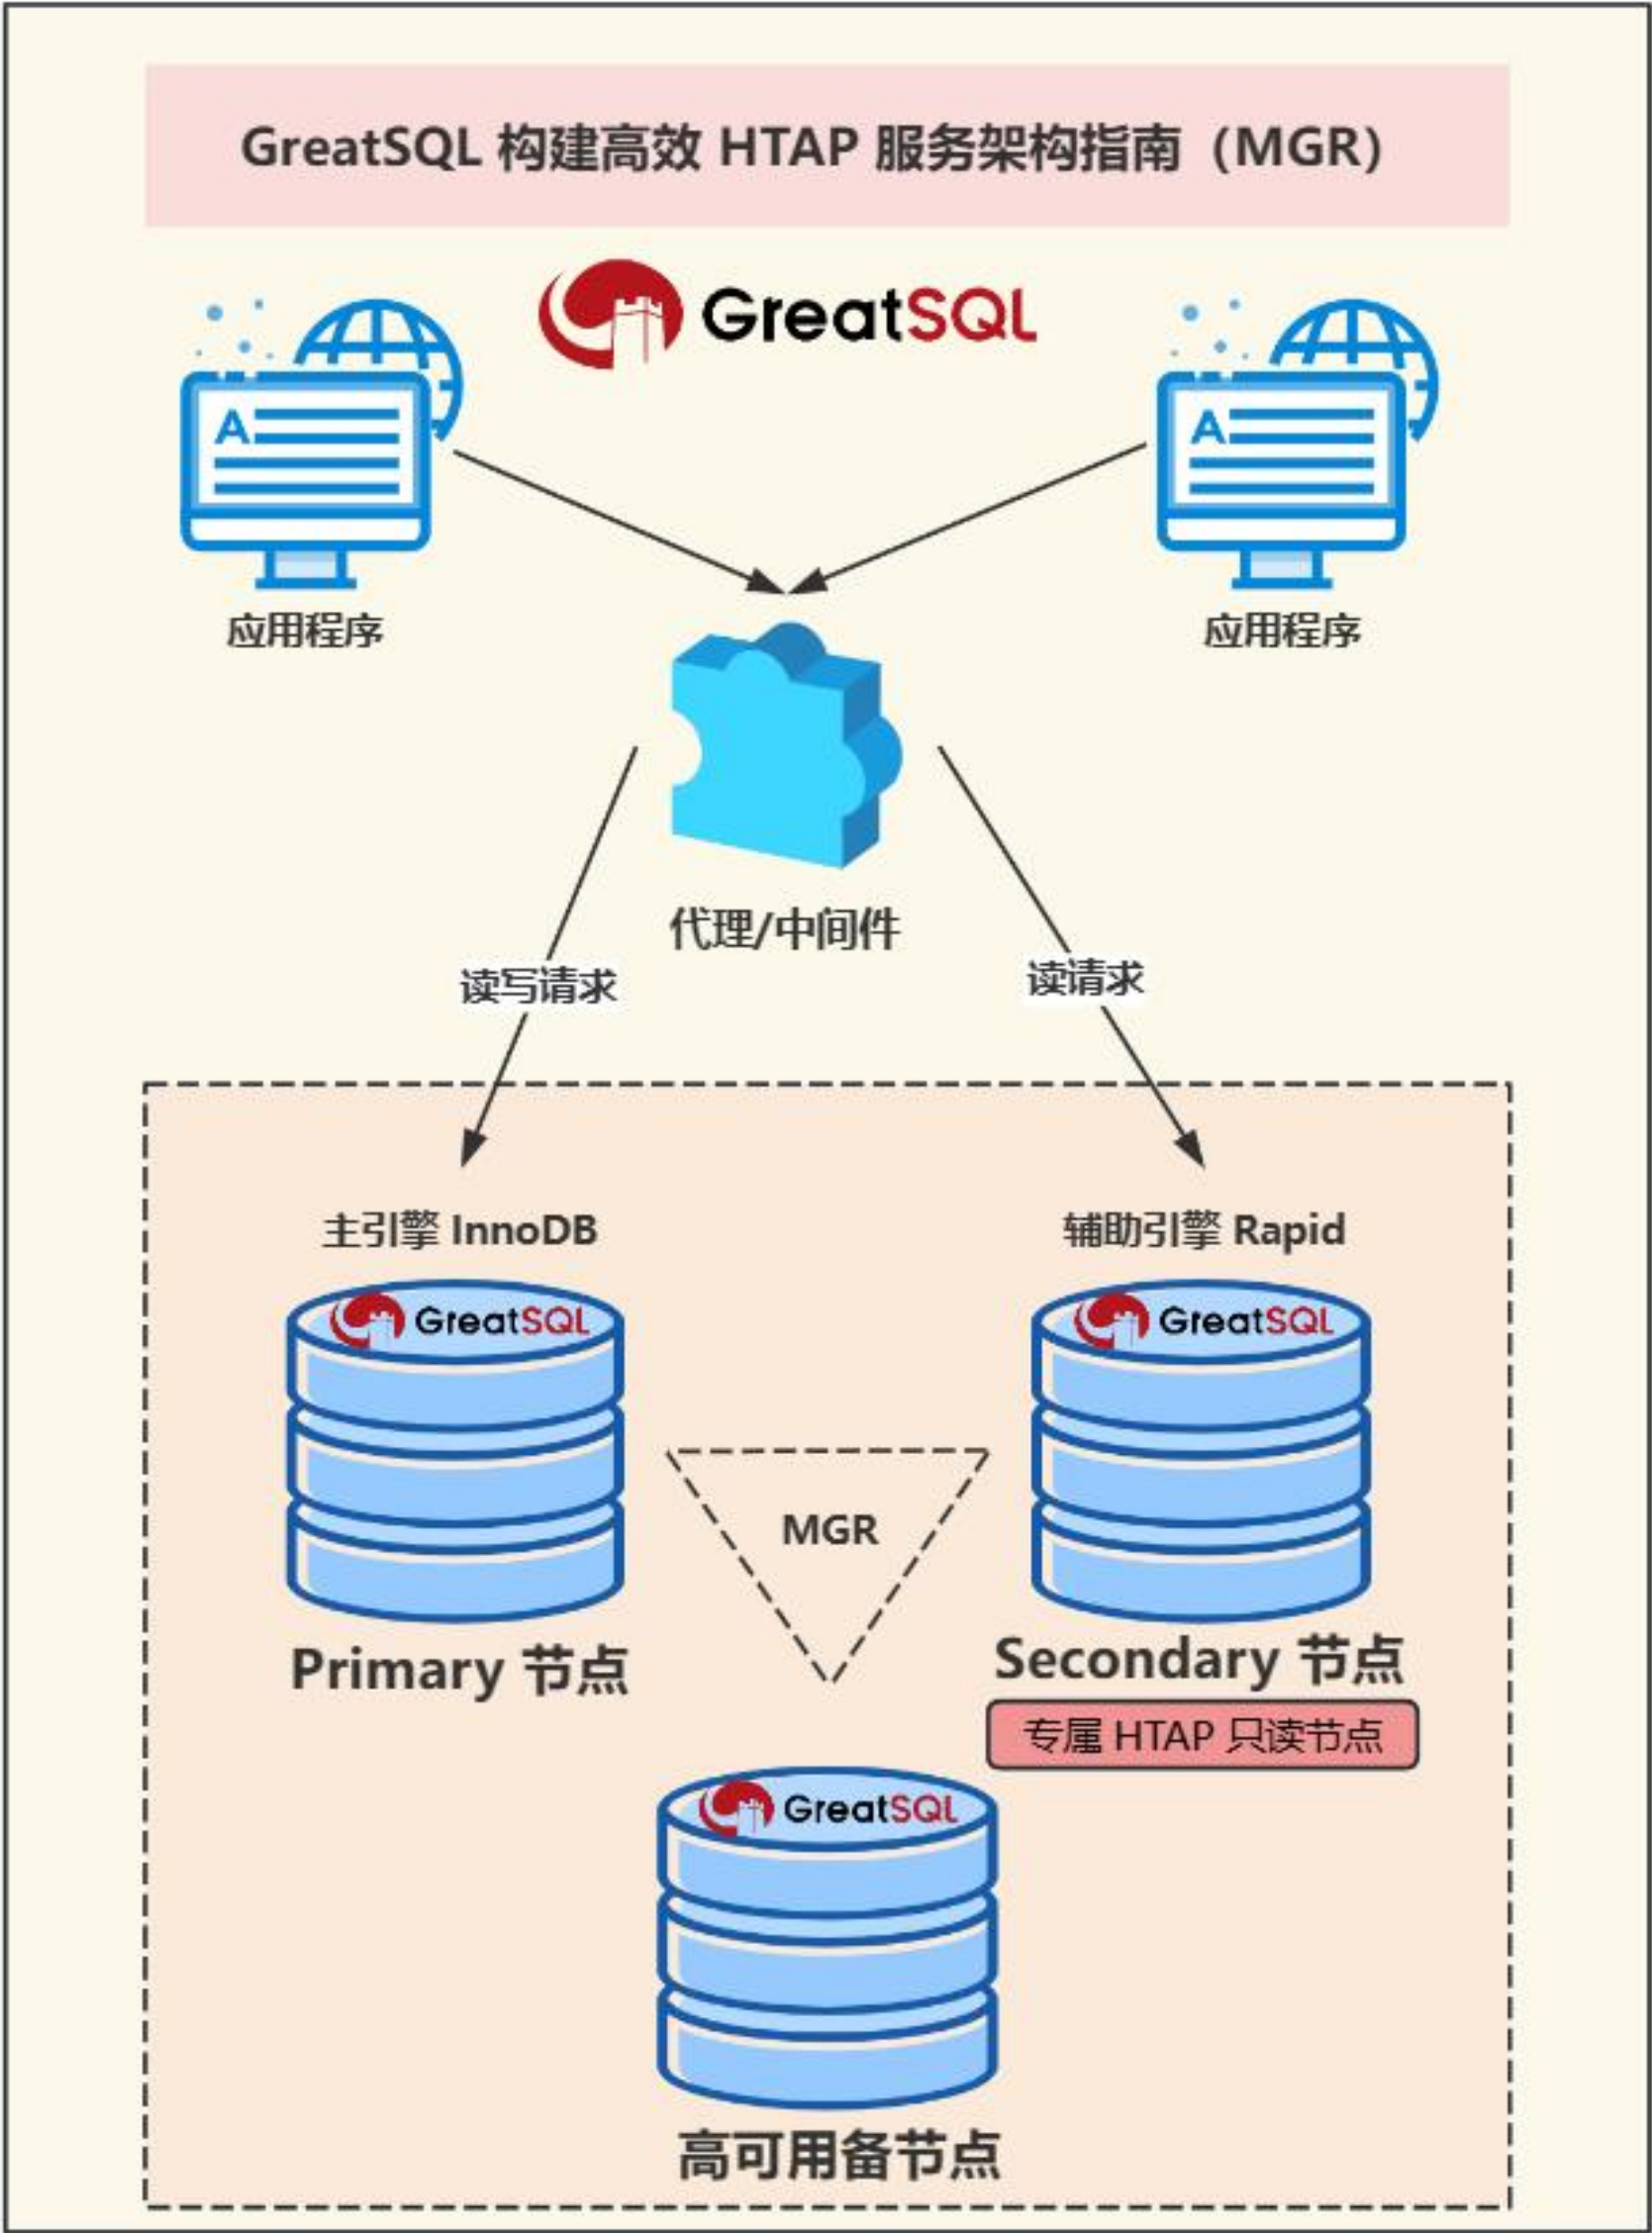 GreatSQL 构建高效 HTAP 服务架构指南（MGR）
GreatSQL
A
A
应用程序
应用程序
代理/中间件
读写请求
读请求
主引擎 InnoDB
辅助引擎 Rapid
GreatSQL
GreatSQL
MGR
Primary 节点
Secondary 节点
专属 HTAP 只读节点
GreatSQL
高可用备节点